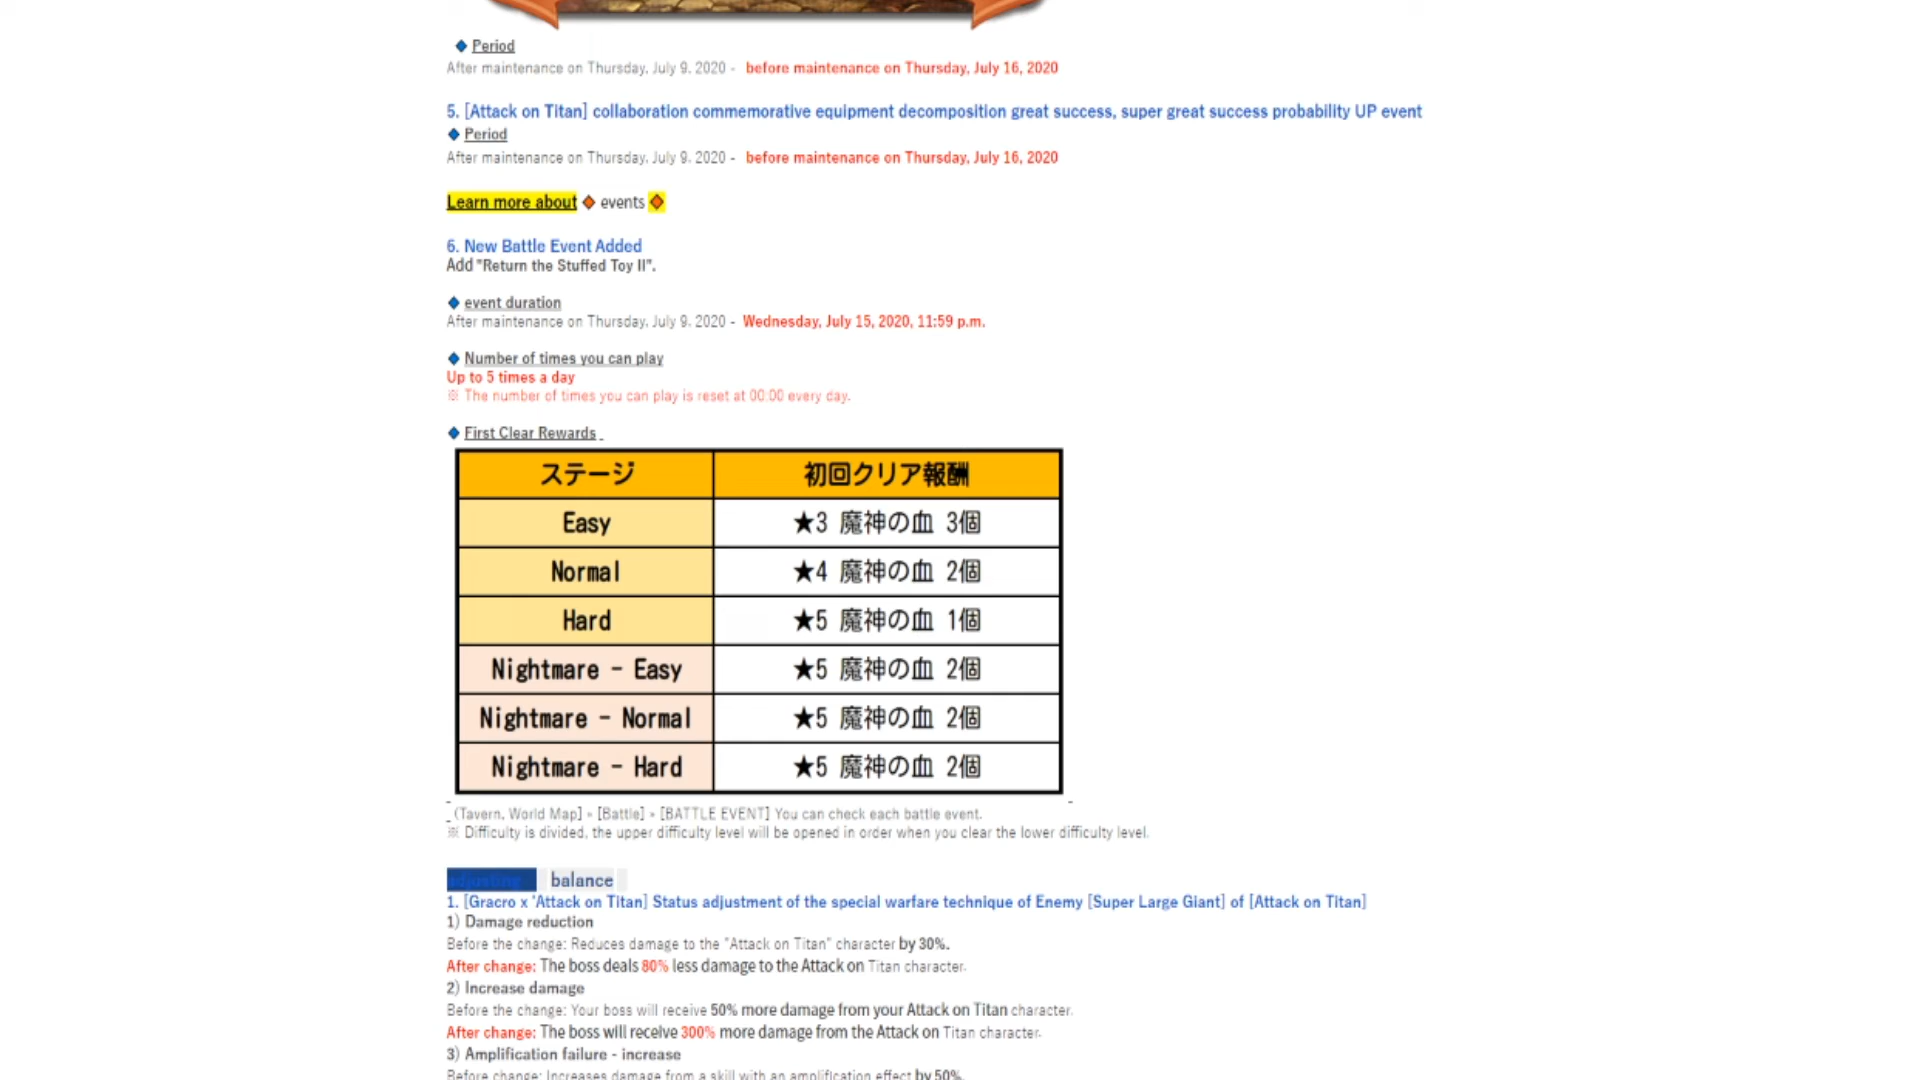 ◆ Period
After maintenance on Thursday, July 9, 2020 - before maintenance on Thursday, July 16, 2020
5. [Attack on Titan] collaboration commemorative equipment decomposition great success, super great success probability UP event
◆ Period
After maintenance on Thursday, July 9, 2020 - before maintenance on Thursday, July 16, 2020
Learn more about ◆ events ◆
6. New Battle Event Added
Add "Return the Stuffed Toy II".
◆ event duration
After maintenance on Thursday, July 9, 2020 - Wednesday, July 15, 2020, 11:59 p.m.
◆ Number of times you can play
Up to 5 times a day
※ The number of times you can play is reset at 00:00 every day.
◆ First Clear Rewards
ステージ 初回クリア報酬
Easy ★3 魔神の血 3個
Normal ★4 魔神の血 2個
Hard ★5 魔神の血 1個
Nightmare - Easy ★5 魔神の血 2個
Nightmare - Normal ★5 魔神の血 2個
Nightmare - Hard ★5 魔神の血 2個
(Tavern, World Map] » [Battle] » [BATTLE EVENT] You can check each battle event.
※ Difficulty is divided, the upper difficulty level will be opened in order when you clear the lower difficulty level.
adjusting balance
1. [Gracro x 'Attack on Titan] Status adjustment of the special warfare technique of Enemy [Super Large Giant] of [Attack on Titan]
1) Damage reduction
Before the change: Reduces damage to the "Attack on Titan" character by 30%.
After change: The boss deals 80% less damage to the Attack on Titan character.
2) Increase damage
Before the change: Your boss will receive 50% more damage from your Attack on Titan character.
After change: The boss will receive 300% more damage from the Attack on Titan character.
3) Amplification failure - increase
Before change: Increases damage from a skill with an amplification effect by 50%.